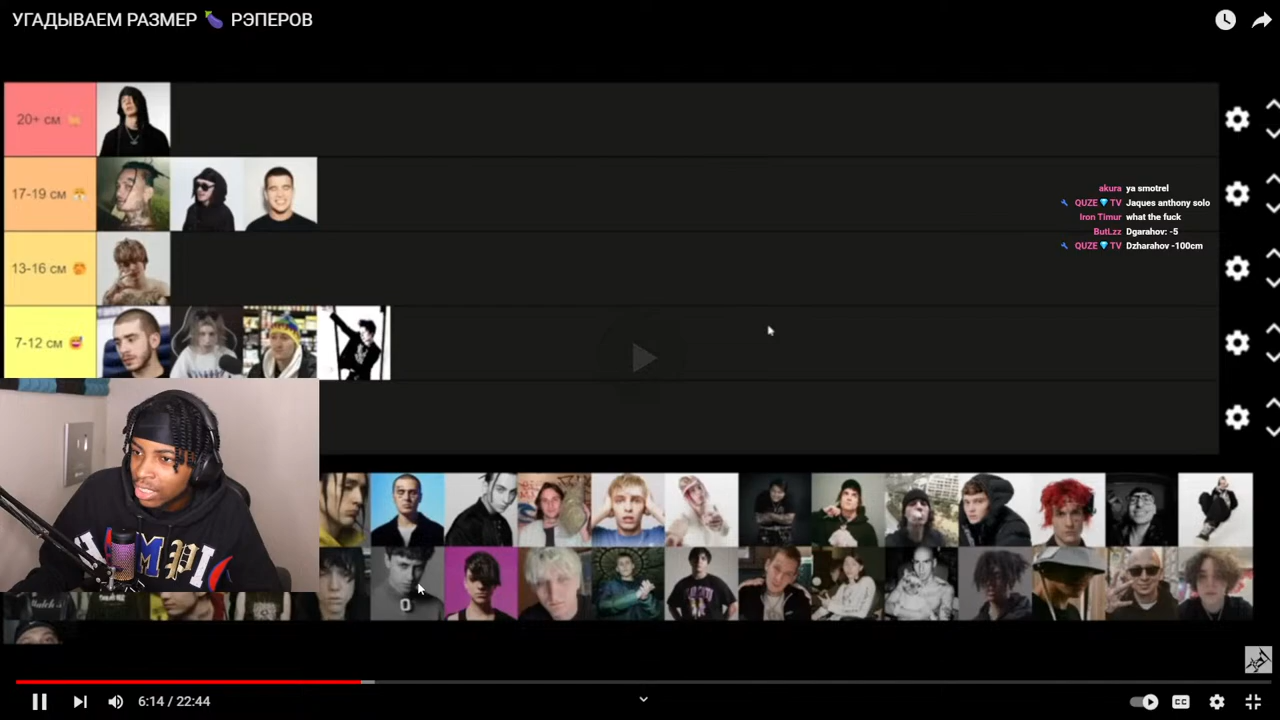 УГАДЫВАЕМ РАЗМЕР 🍆 РЭПЕРОВ
20+ см
17-19 см
akura ya smotrel
QUZE💎TV Jaques anthony solo
Iron Timur what the fuck
ButLzz Dgarahov: -5
QUZE💎TV Dzharahov -100cm
13-16 см
7-12 см
6:14 / 22:44
CC